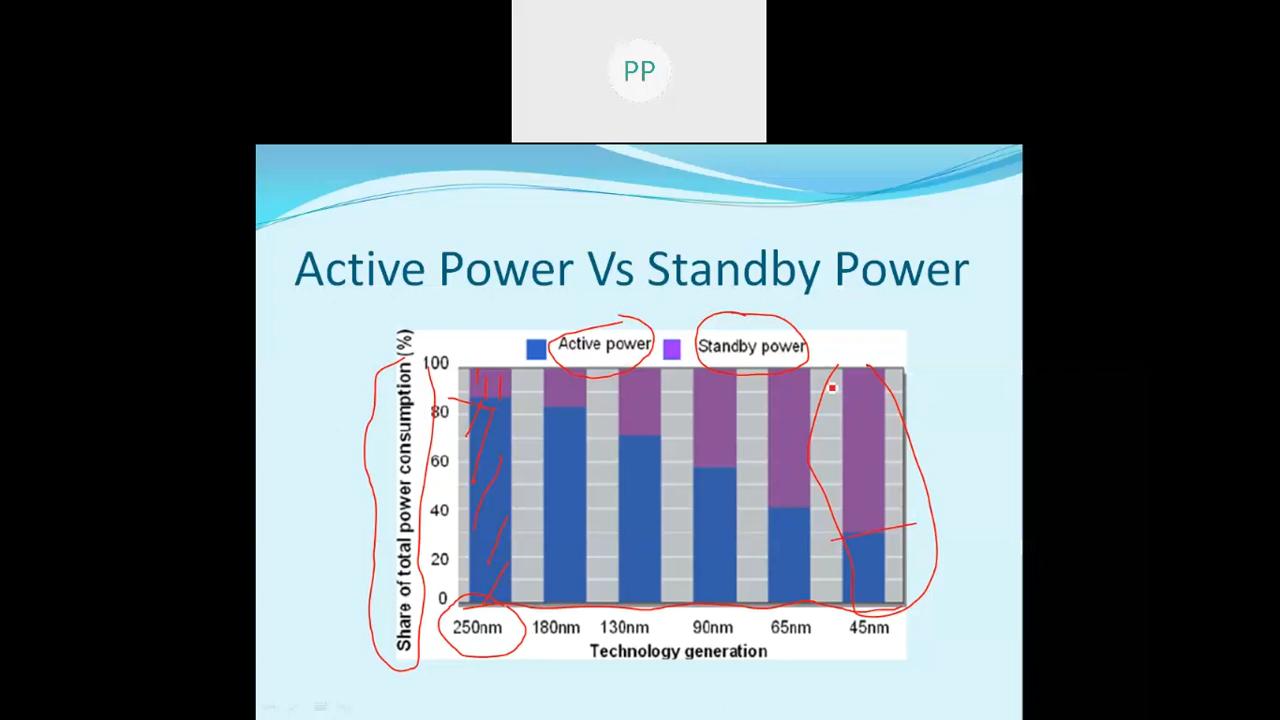 PP
Active Power Vs Standby Power
Active power
Standby power
Share of total power consumption (%)
100
80
60
40
20
0
250nm 180nm 130nm 90nm 65nm 45nm
Technology generation